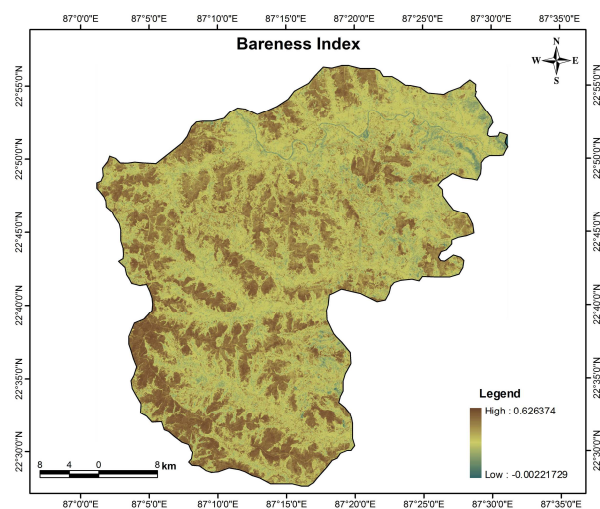 87°0'0"E 87°5'0"E 87°10'0"E 87°15'0"E 87°20'0"E 87°25'0"E 87°30'0"E 87°35'0"E
Bareness Index
N
W E
S
22°55'0"N 22°55'0"N
22°50'0"N 22°50'0"N
22°45'0"N 22°45'0"N
22°40'0"N 22°40'0"N
22°35'0"N 22°35'0"N
22°30'0"N 22°30'0"N
Legend
High : 0.626374
Low : -0.00221729
8 4 0 8 km
87°0'0"E 87°5'0"E 87°10'0"E 87°15'0"E 87°20'0"E 87°25'0"E 87°30'0"E 87°35'0"E